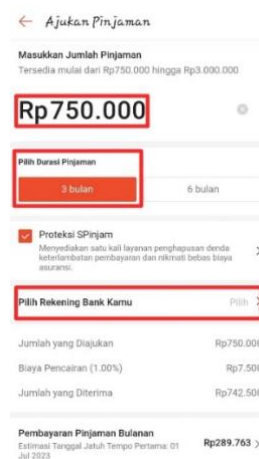 Ajukan Pinjaman
Masukkan Jumlah Pinjaman
Tersedia mulai dari Rp750.000 hingga Rp3.000.000
Rp750.000
Pilih Durasi Pinjaman
3 bulan
6 bulan
Proteksi SPinjam
Menyediakan satu kali layanan penghapusan denda
keterlambatan pembayaran dan nikmati bebas biaya
asuransi.
Pilih Rekening Bank Kamu Pilih
Jumlah yang Diajukan Rp750.000
Biaya Pencairan (1.00%) Rp7.500
Jumlah yang Diterima Rp742.500
Pembayaran Pinjaman Bulanan
Estimasi Tanggal Jatuh Tempo Pertama: 01 Rp289.763
Jul 2023